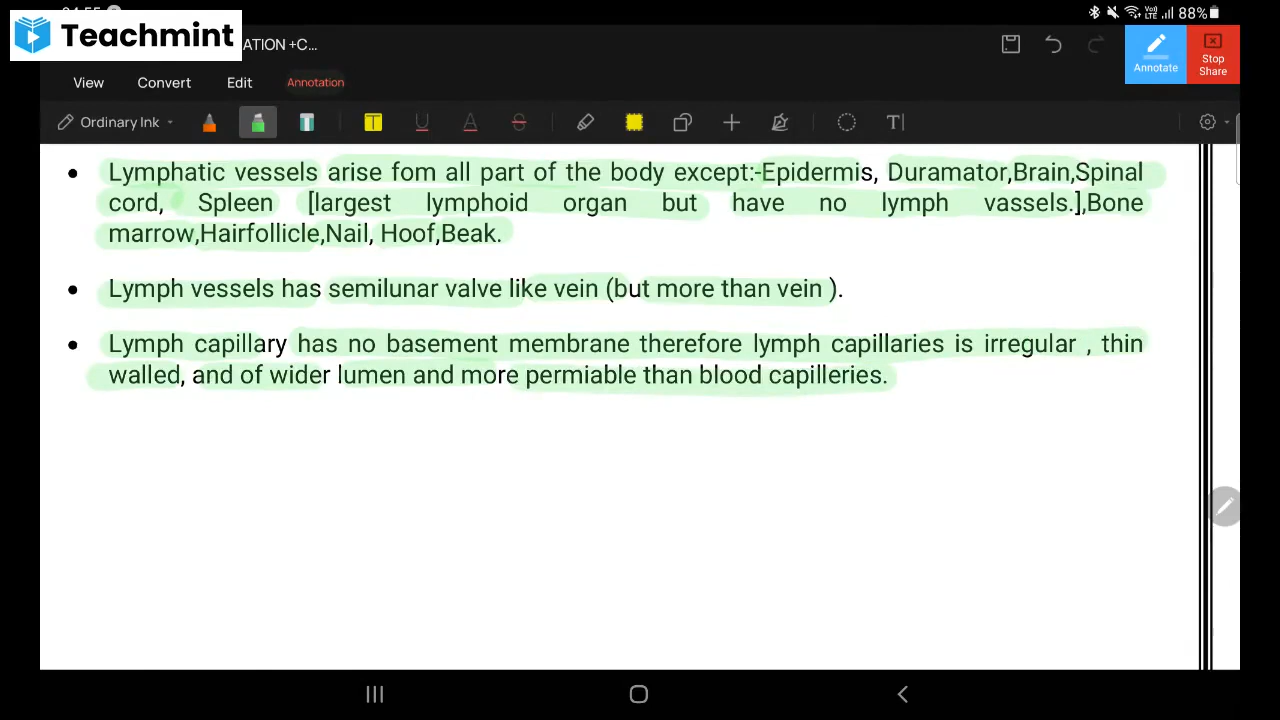 Teachmint
ATION +C...
88%
Annotate
Stop
Share
View Convert Edit Annotation
Ordinary Ink
Lymphatic vessels arise fom all part of the body except:-Epidermis, Duramator,Brain,Spinal
cord, Spleen [largest lymphoid organ but have no lymph vassels.],Bone
marrow,Hairfollicle,Nail, Hoof,Beak.
Lymph vessels has semilunar valve like vein (but more than vein ).
Lymph capillary has no basement membrane therefore lymph capillaries is irregular , thin
walled, and of wider lumen and more permiable than blood capilleries.